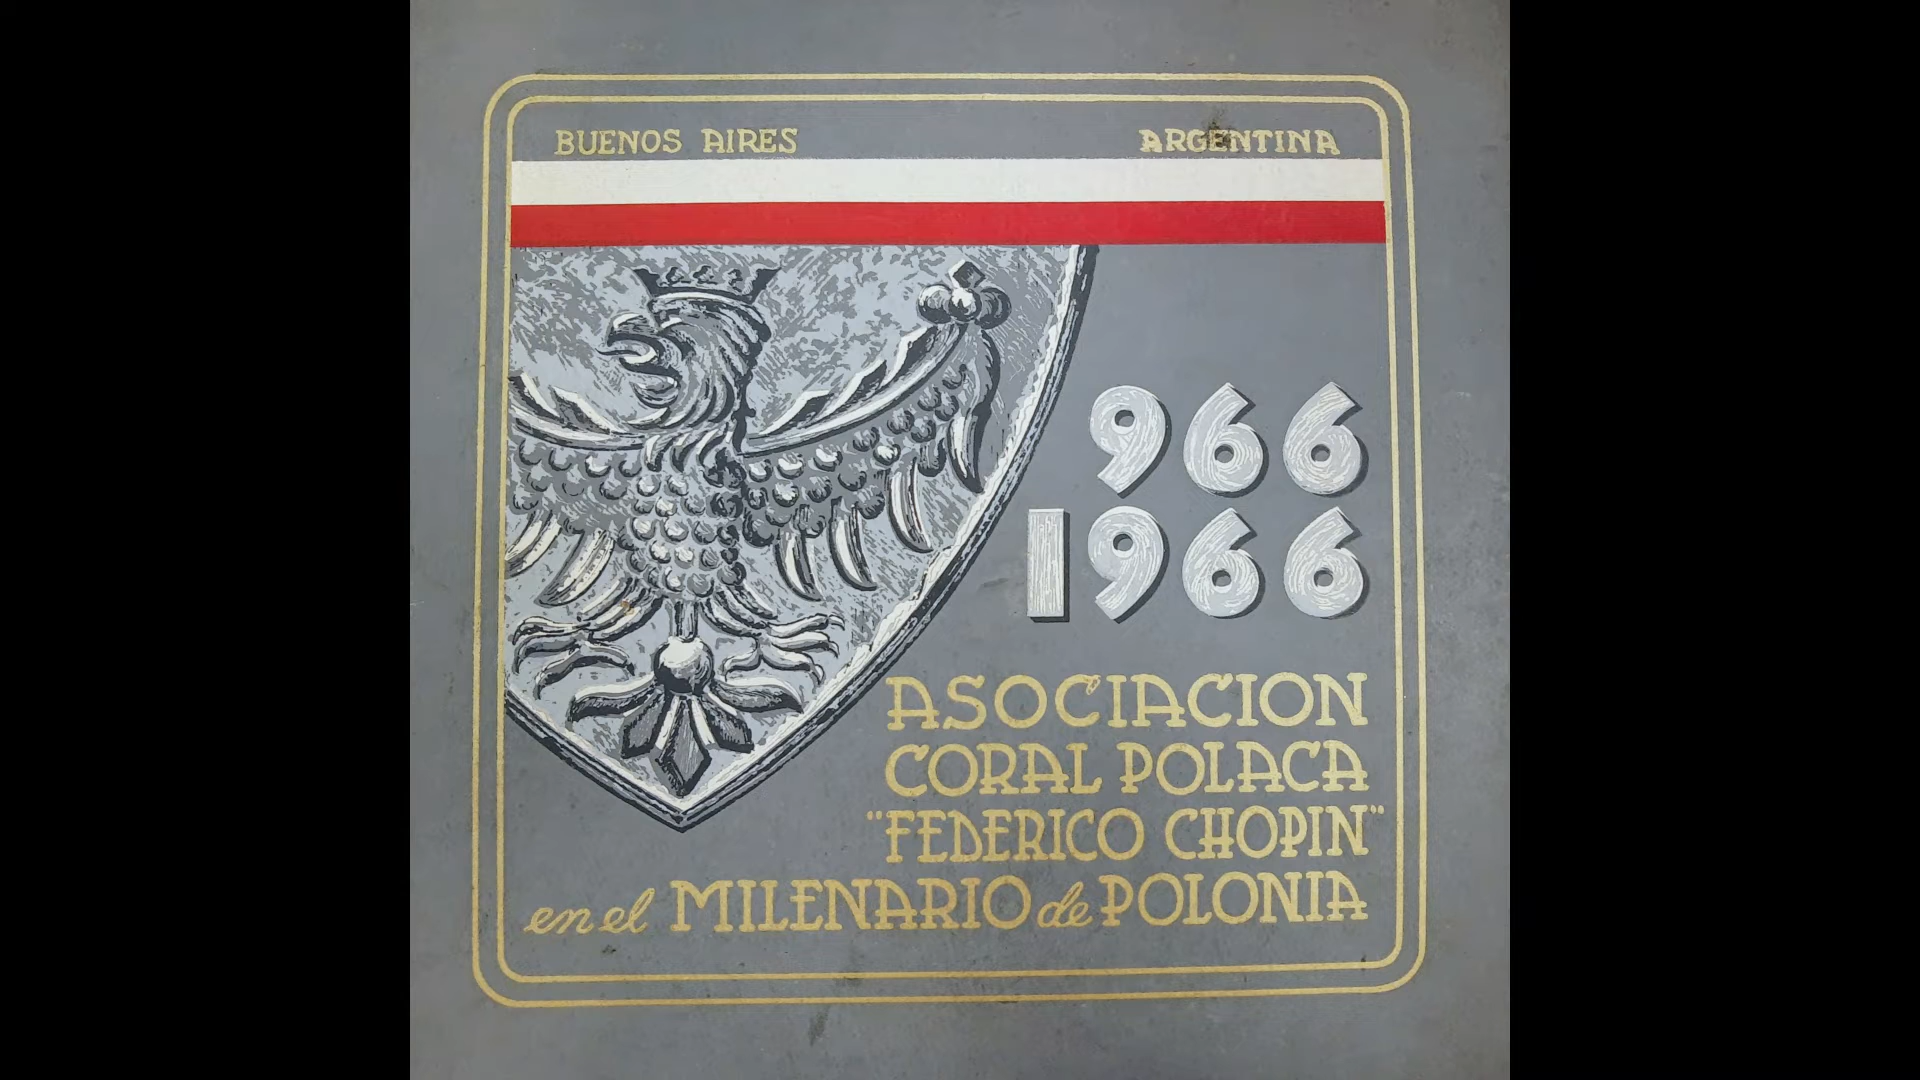 BUENOS AIRES ARGENTINA
966
1966
ASOCIACION
CORAL POLACA
"FEDERICO CHOPIN"
en el MILENARIO de POLONIA